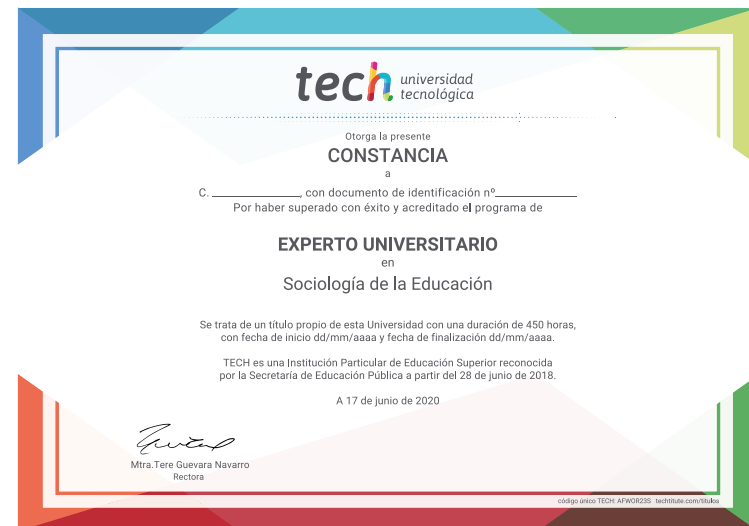 tech universidad
tecnológica
Otorga la presente
CONSTANCIA
a
C. ______________, con documento de identificación nº______________
Por haber superado con éxito y acreditado el programa de
EXPERTO UNIVERSITARIO
en
Sociología de la Educación
Se trata de un título propio de esta Universidad con una duración de 450 horas,
con fecha de inicio dd/mm/aaaa y fecha de finalización dd/mm/aaaa.
TECH es una Institución Particular de Educación Superior reconocida
por la Secretaría de Educación Pública a partir del 28 de junio de 2018.
A 17 de junio de 2020
Mtra.Tere Guevara Navarro
Rectora
código único TECH: AFWOR23S techtitute.com/titulos